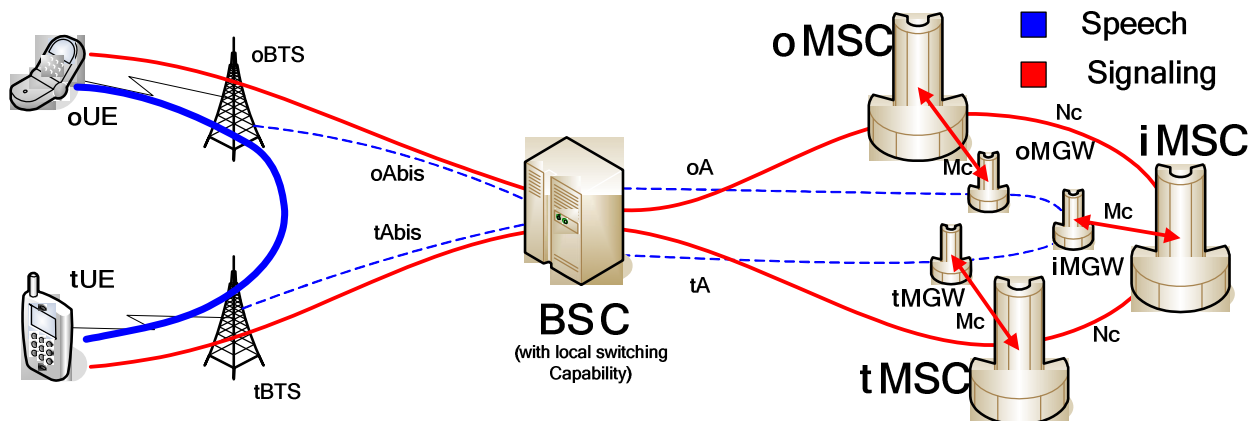 oMSC
Speech
Signaling
oBTS
oUE
Nc
iMSC
oMGW
oAbis
oA
Mc
tAbis
Mc
iMGW
tUE
tA
tMGW
BSC
(with local switching
Capability)
Mc
Nc
tMSC
tBTS